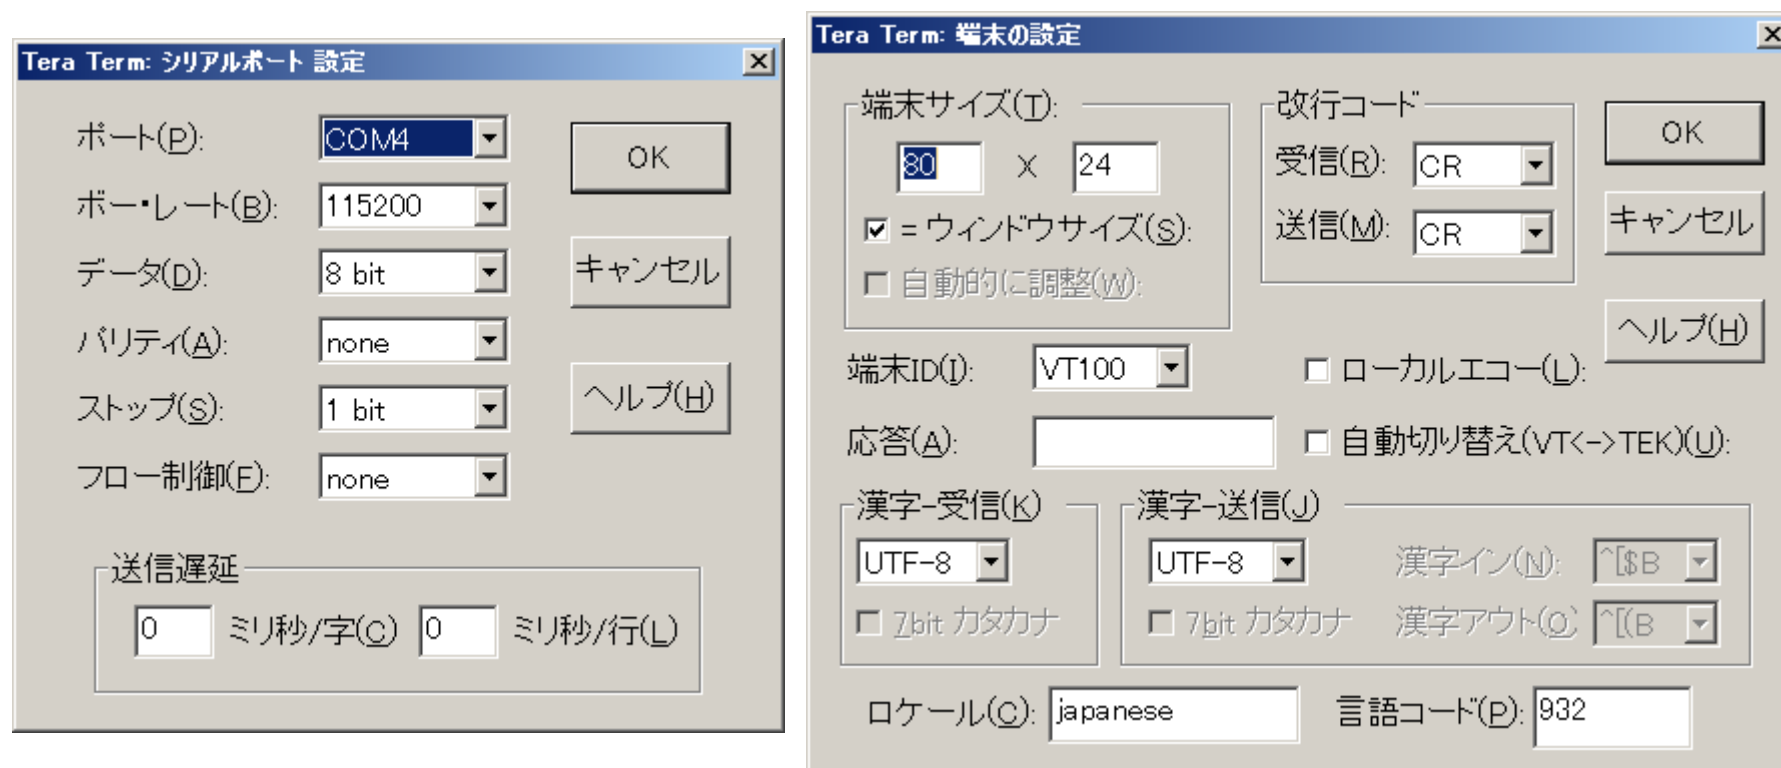 Tera Term: シリアルポート 設定
ポート(P): COM4
OK
ボー・レート(B): 115200
データ(D): 8 bit
キャンセル
パリティ(A): none
ストップ(S): 1 bit
ヘルプ(H)
フロー制御(F): none
送信遅延
0 ミリ秒/字(C) 0 ミリ秒/行(L)
Tera Term: 端末の設定
端末サイズ(T):
80 X 24
= ウィンドウサイズ(S):
自動的に調整(W):
改行コード
受信(R): CR
送信(M): CR
OK
キャンセル
ヘルプ(H)
端末ID(I): VT100
ローカルエコー(L):
応答(A):
自動切り替え(VT<->TEK)(U):
漢字-受信(K)
UTF-8
7bit カタカナ
漢字-送信(J)
UTF-8
漢字イン(N): ^[$B
7bit カタカナ
漢字アウト(O) ^[(B
ロケール(C): japanese
言語コード(P): 932